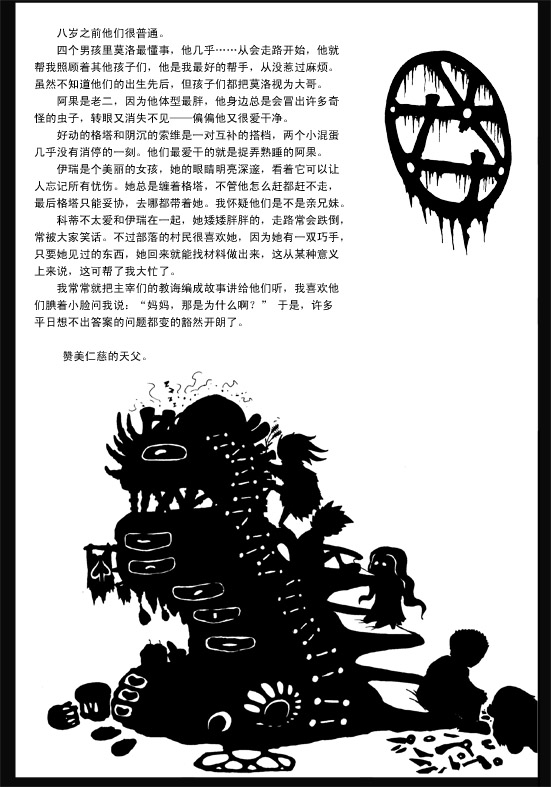 八岁之前他们很普通。
四个男孩里莫洛最懂事，他几乎……从会走路开始，他就
帮我照顾着其他孩子们，他是我最好的帮手，从没惹过麻烦。
虽然不知道他们的出生先后，但孩子们都把莫洛视为大哥。
阿果是老二，因为他体型最胖，他身边总是会冒出许多奇
怪的虫子，转眼又消失不见——偏偏他又很爱干净。
好动的格塔和阴沉的索维是一对互补的搭档，两个小混蛋
几乎没有消停的一刻。他们最爱干的就是捉弄熟睡的阿果。
伊瑞是个美丽的女孩，她的眼睛明亮深邃，看着它可以让
人忘记所有忧伤。她总是缠着格塔，不管他怎么赶都赶不走，
最后格塔只能妥协，去哪都带着她。我怀疑他们是不是亲兄妹。
科蒂不太爱和伊瑞在一起，她矮矮胖胖的，走路常会跌倒，
常被大家笑话。不过部落的村民很喜欢她，因为她有一双巧手，
只要她见过的东西，她回来就能找材料做出来，这从某种意义
上来说，这可帮了我大忙了。
我常常就把主宰们的教诲编成故事讲给他们听，我喜欢他
们腆着小脸问我说：“妈妈，那是为什么啊？” 于是，许多
平日想不出答案的问题都变的豁然开朗了。
赞美仁慈的天父。